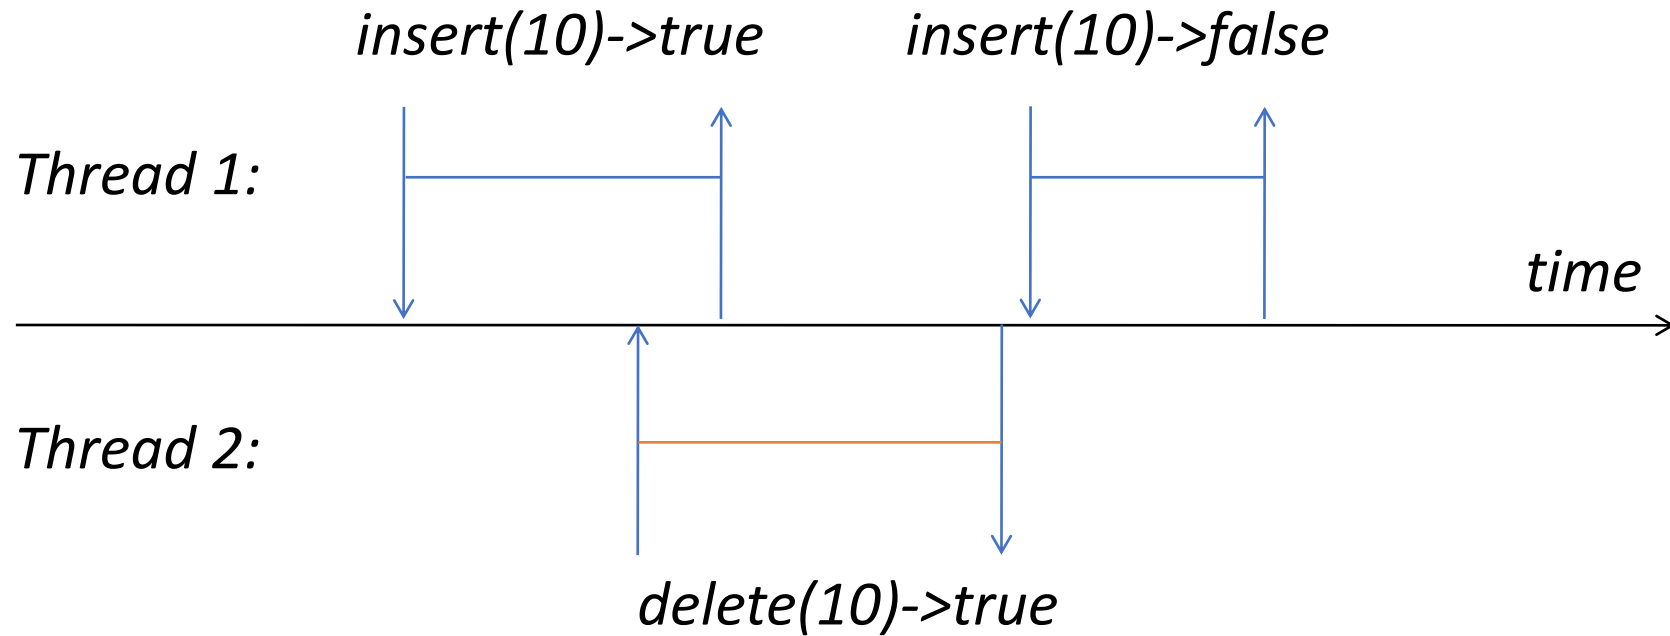 insert(10)->true
insert(10)->false
Thread 1:
time
Thread 2:
delete(10)->true